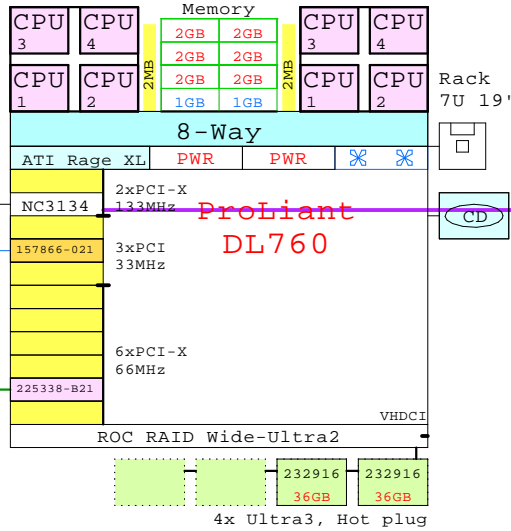 Memory
CPU 3
CPU 4
2MB
2GB 2GB
2GB 2GB
2GB 2GB
1GB 1GB
2MB
CPU 3
CPU 4
CPU 1
CPU 2
CPU 1
CPU 2
Rack
7U 19'
8-Way
ATI Rage XL PWR PWR
NC3134
2xPCI-X
133MHz
ProLiant
DL760
CD
157866-021
3xPCI
33MHz
6xPCI-X
66MHz
225338-B21
VHDCI
ROC RAID Wide-Ultra2
232916 232916
36GB 36GB
4x Ultra3, Hot plug